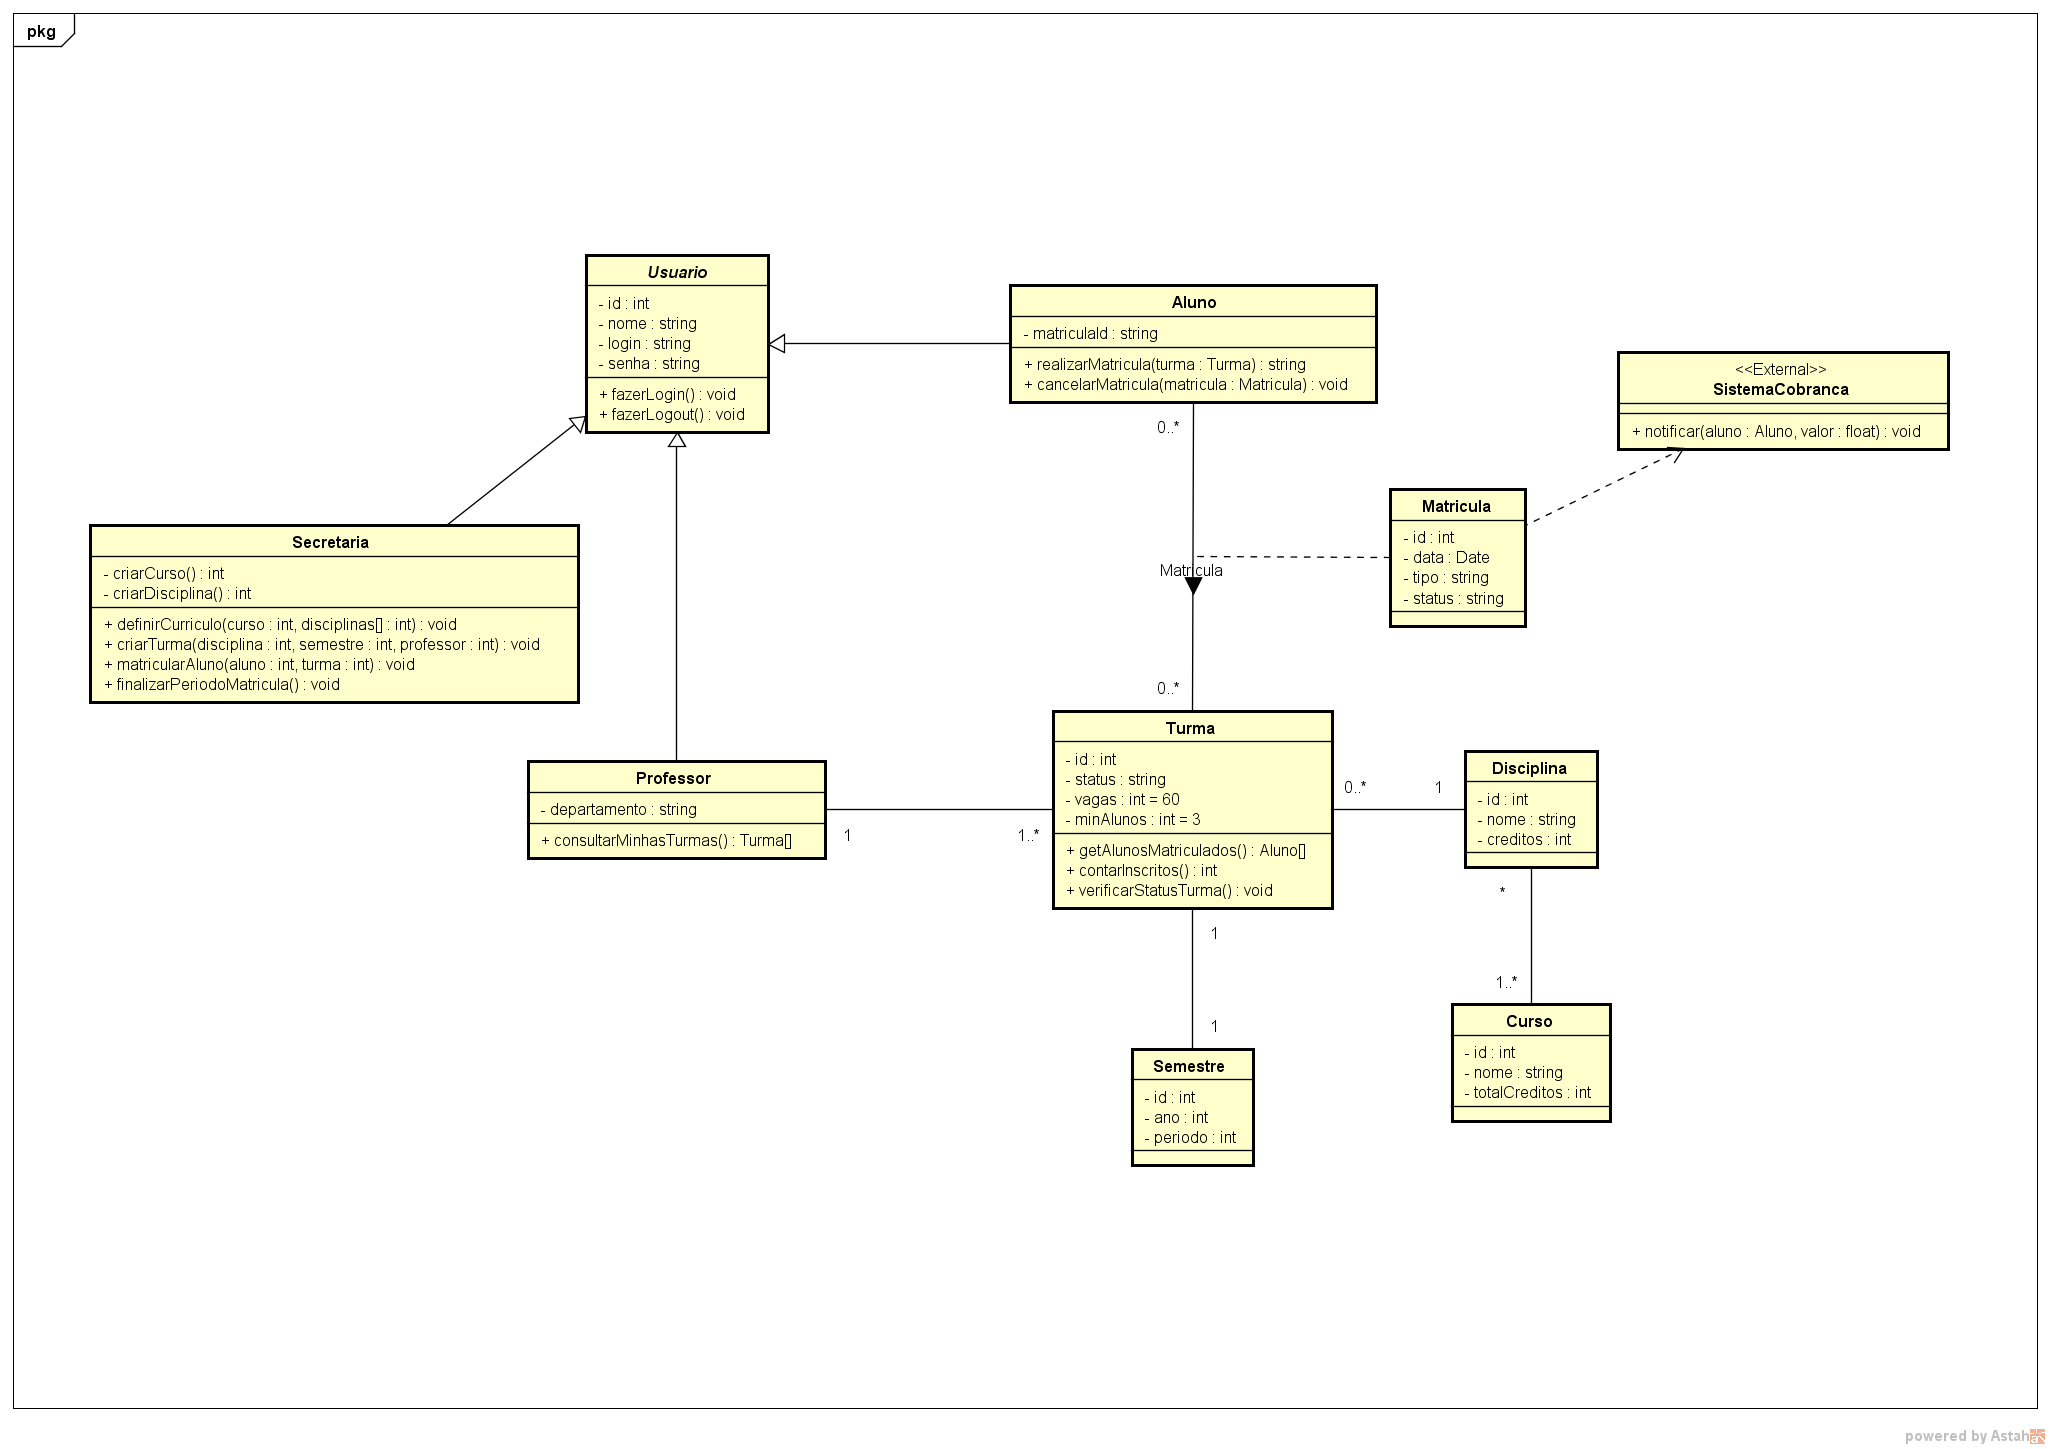 pkg
Usuario
- id : int
- nome : string
- login : string
- senha : string
+ fazerLogin() : void
+ fazerLogout() : void
Aluno
- matriculaId : string
+ realizarMatricula(turma : Turma) : string
+ cancelarMatricula(matricula : Matricula) : void
<<External>>
SistemaCobranca
+ notificar(aluno : Aluno, valor : float) : void
0..*
Matricula
- id : int
- data : Date
- tipo : string
- status : string
Matricula
Secretaria
- criarCurso() : int
- criarDisciplina() : int
+ definirCurriculo(curso : int, disciplinas[] : int) : void
+ criarTurma(disciplina : int, semestre : int, professor : int) : void
+ matricularAluno(aluno : int, turma : int) : void
+ finalizarPeriodoMatricula() : void
0..*
Professor
- departamento : string
+ consultarMinhasTurmas() : Turma[]
1
1..*
Turma
- id : int
- status : string
- vagas : int = 60
- minAlunos : int = 3
+ getAlunosMatriculados() : Aluno[]
+ contarInscritos() : int
+ verificarStatusTurma() : void
0..*
1
Disciplina
- id : int
- nome : string
- creditos : int
*
1..*
1
1
Curso
- id : int
- nome : string
- totalCreditos : int
Semestre
- id : int
- ano : int
- periodo : int
powered by Astah